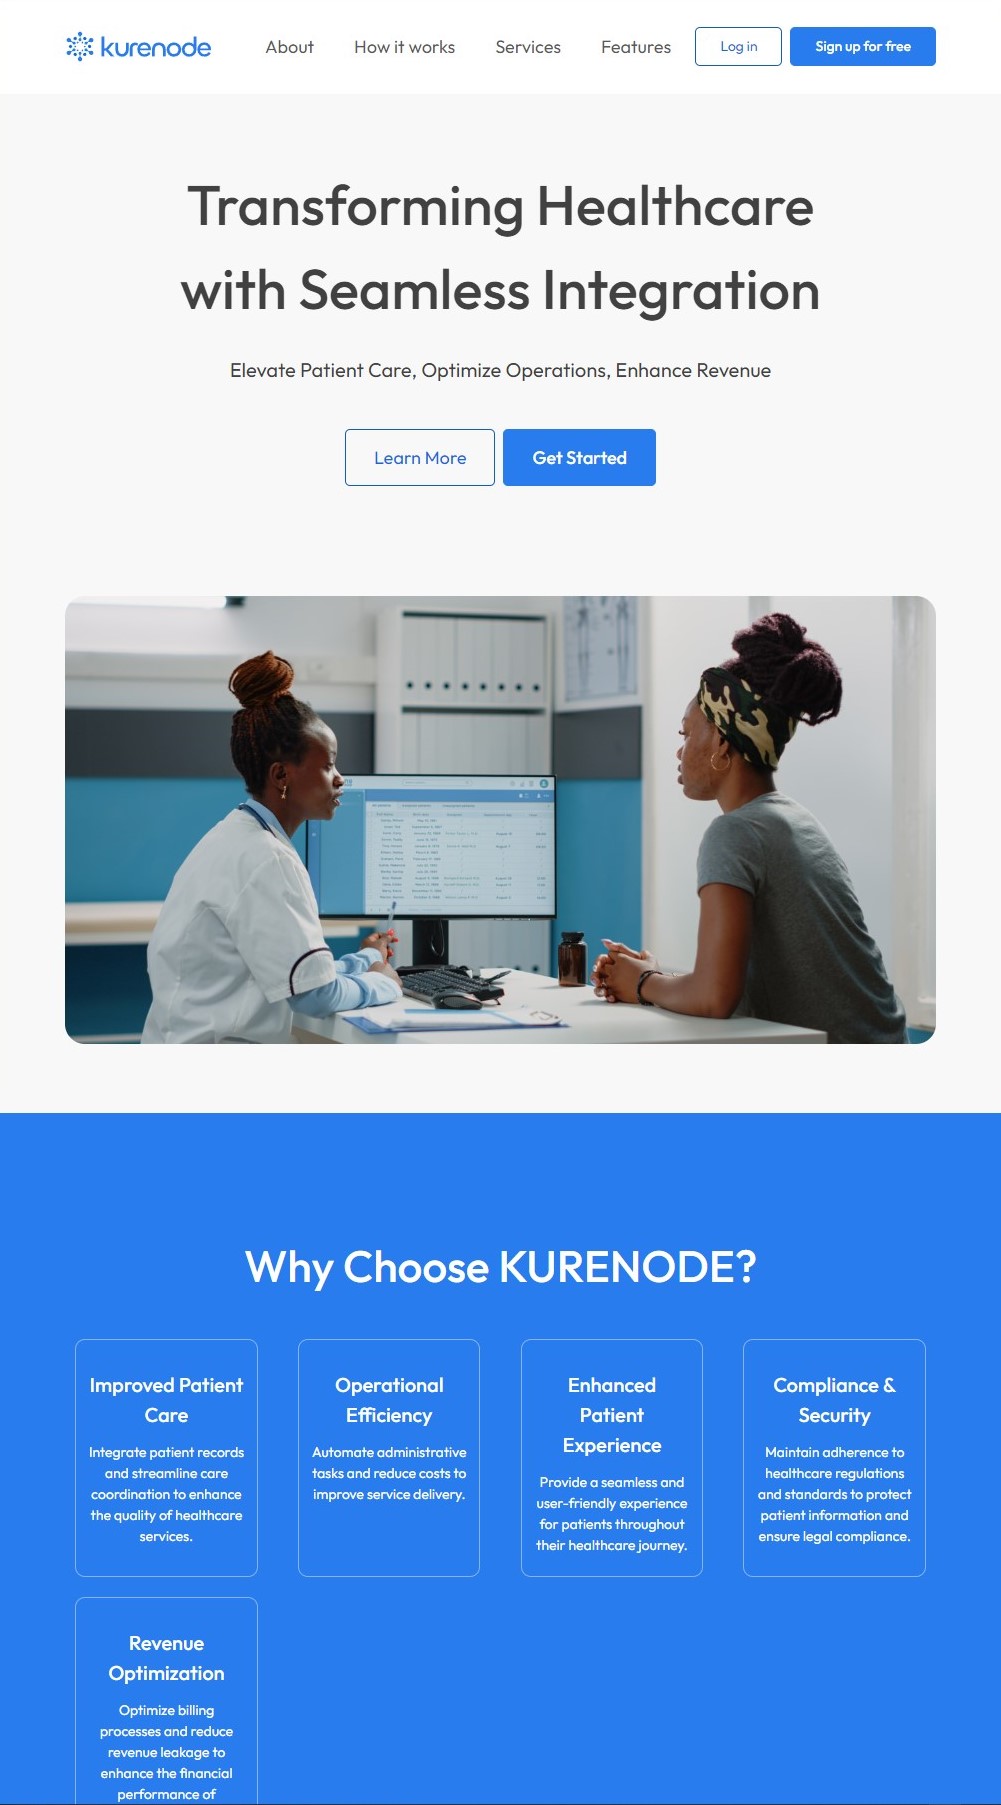 kurenode
About
How it works
Services
Features
Log in
Sign up for free
Transforming Healthcare
with Seamless Integration
Elevate Patient Care, Optimize Operations, Enhance Revenue
Learn More
Get Started
Why Choose KURENODE?
Improved Patient
Care
Integrate patient records
and streamline care
coordination to enhance
the quality of healthcare
services.
Operational
Efficiency
Automate administrative
tasks and reduce costs to
improve service delivery.
Enhanced
Patient
Experience
Provide a seamless and
user-friendly experience
for patients throughout
their healthcare journey.
Compliance &
Security
Maintain adherence to
healthcare regulations
and standards to protect
patient information and
ensure legal compliance.
Revenue
Optimization
Optimize billing
processes and reduce
revenue leakage to
enhance the financial
performance of